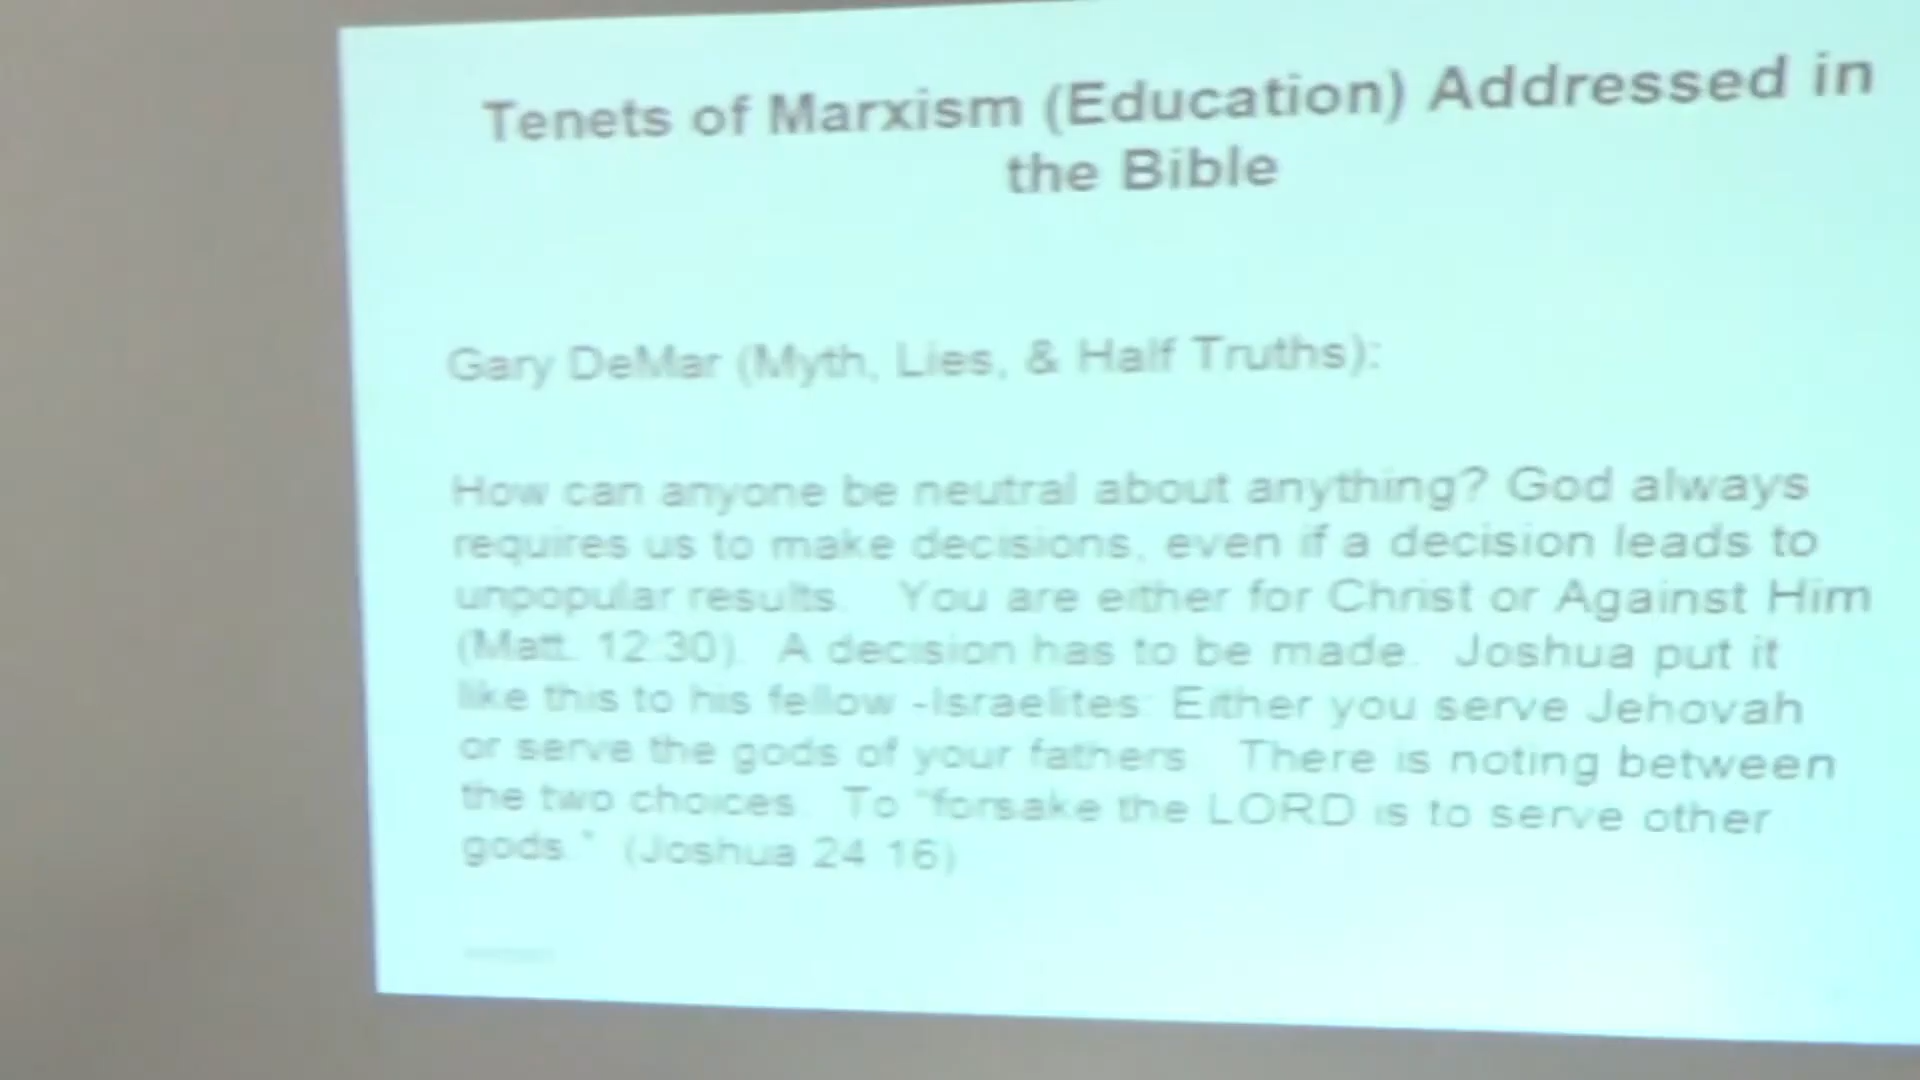 Tenets of Marxism (Education) Addressed in
the Bible
Gary DeMar (Myth, Lies, & Half Truths):
How can anyone be neutral about anything? God always
requires us to make decisions, even if a decision leads to
unpopular results. You are either for Christ or Against Him
(Matt. 12:30). A decision has to be made. Joshua put it
like this to his fellow -Israelites: Either you serve Jehovah
or serve the gods of your fathers. There is noting between
the two choices. To "forsake the LORD is to serve other
gods." (Joshua 24:16)